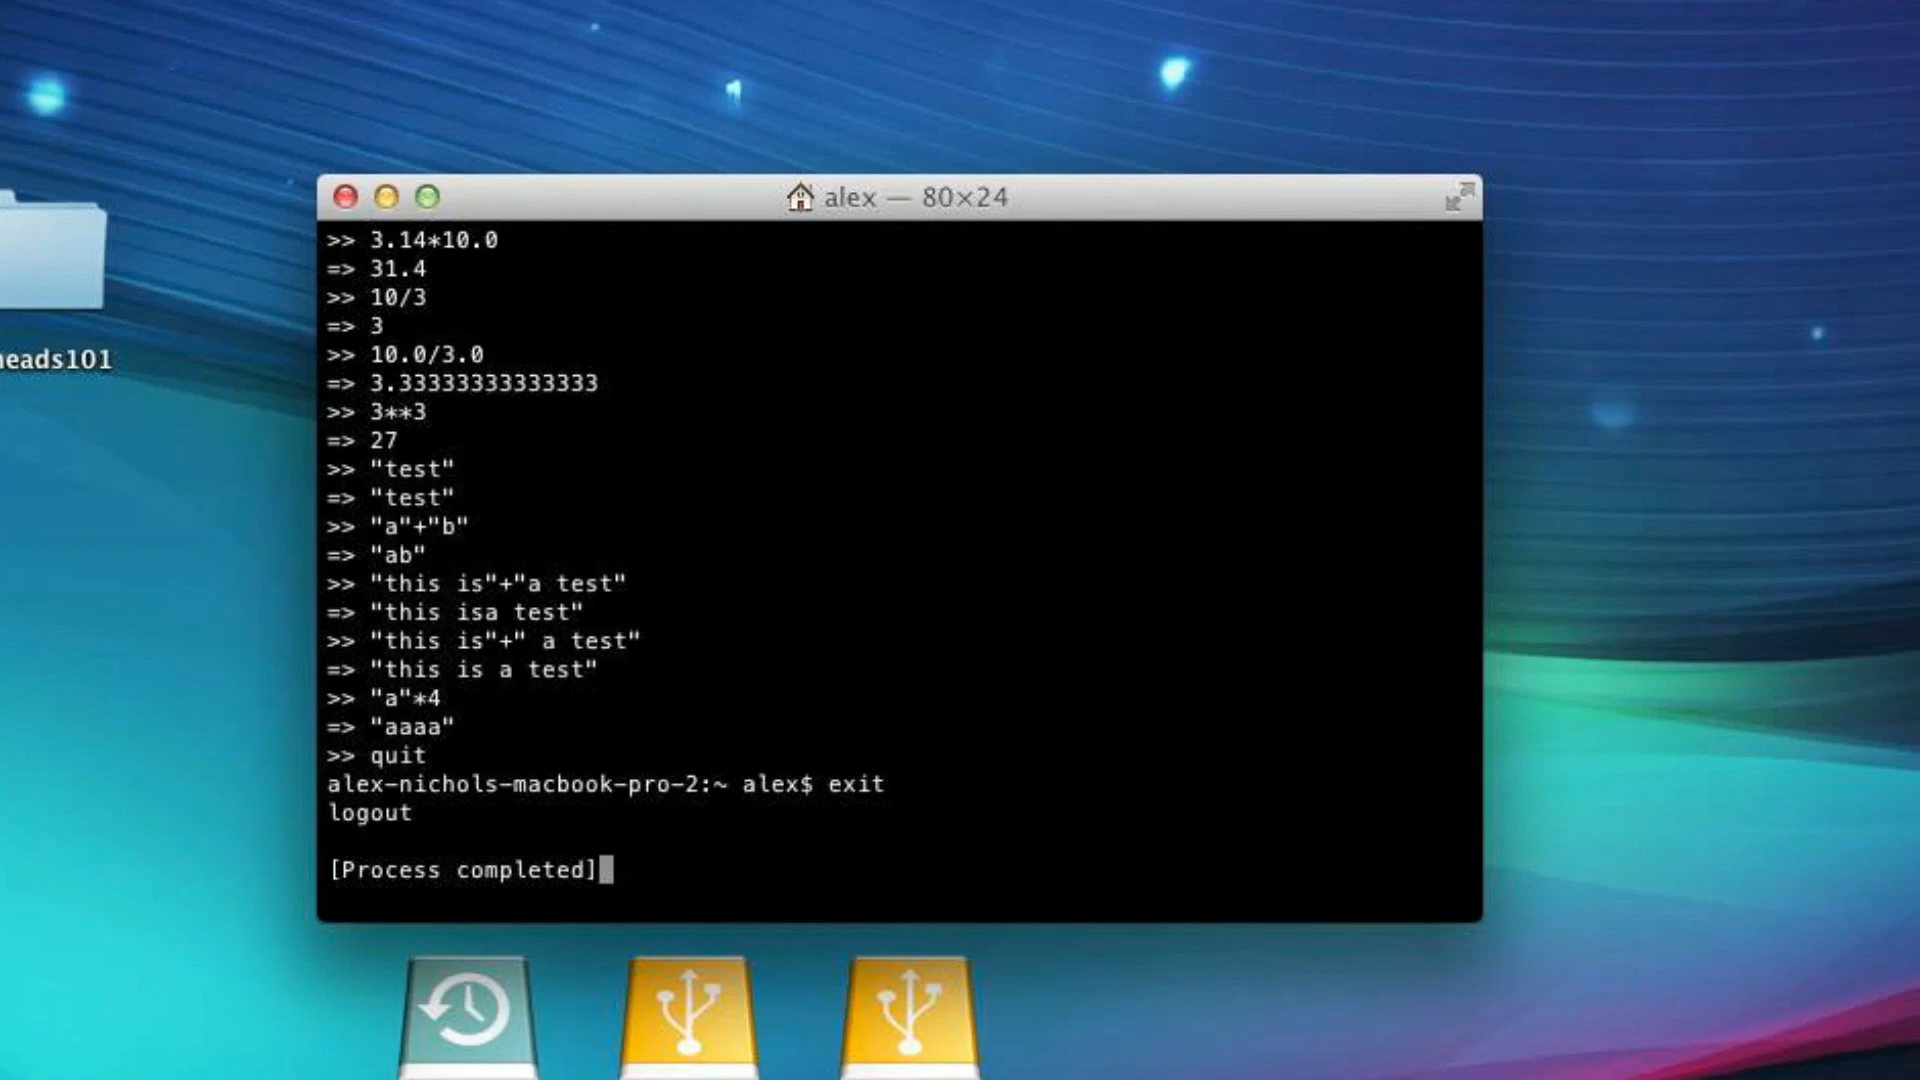 alex — 80×24
>> 3.14*10.0
=> 31.4
>> 10/3
=> 3
>> 10.0/3.0
=> 3.33333333333333
>> 3**3
=> 27
>> "test"
=> "test"
>> "a"+"b"
=> "ab"
>> "this is"+"a test"
=> "this isa test"
>> "this is"+" a test"
=> "this is a test"
>> "a"*4
=> "aaaa"
>> quit
alex-nichols-macbook-pro-2:~ alex$ exit
logout
[Process completed]
eads101